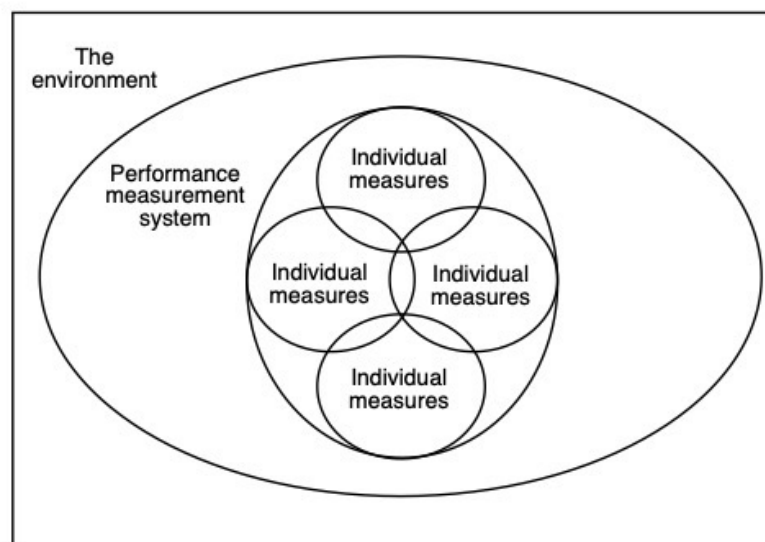 The
environment
Performance
measurement
system
Individual
measures
Individual
measures
Individual
measures
Individual
measures